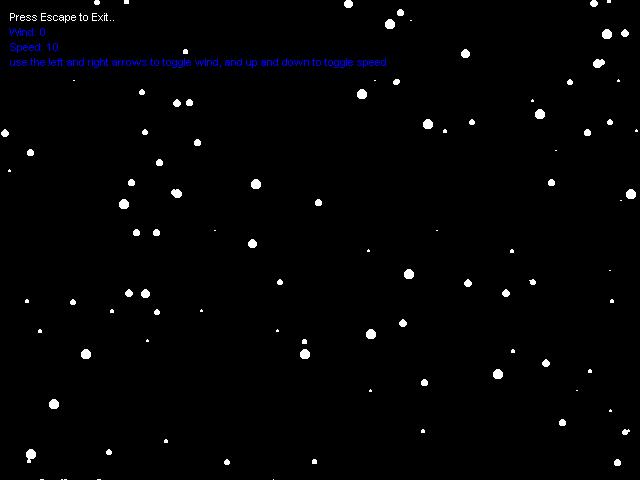 Press Escape to Exit..
Wind: 0
Speed: 10
use the left and right arrows to toggle wind, and up and down to toggle speed